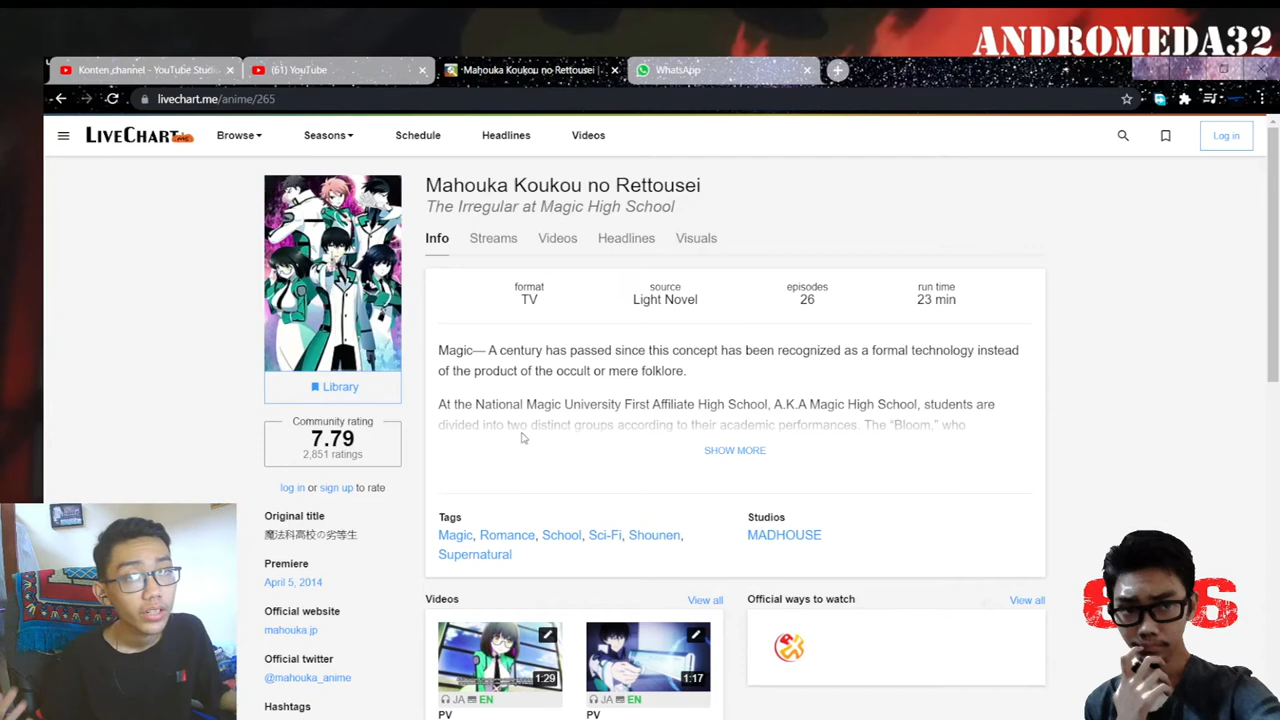 ANDROMEDA32
Konten channel - YouTube Stud
(61) YouTube
Mahouka Koukou no Rettousei |
WhatsApp
livechart.me/anime/265
LIVECHART.ME
Browse
Seasons
Schedule
Headlines
Videos
Log in
Mahouka Koukou no Rettousei
The Irregular at Magic High School
Info
Streams
Videos
Headlines
Visuals
format
TV
source
Light Novel
episodes
26
run time
23 min
Magic— A century has passed since this concept has been recognized as a formal technology instead
of the product of the occult or mere folklore.
At the National Magic University First Affiliate High School, A.K.A Magic High School, students are
divided into two distinct groups according to their academic performances. The “Bloom,” who
SHOW MORE
Library
Community rating
7.79
2,851 ratings
log in or sign up to rate
Original title
魔法科高校の劣等生
Premiere
April 5, 2014
Official website
mahouka.jp
Official twitter
@mahouka_anime
Hashtags
Tags
Magic, Romance, School, Sci-Fi, Shounen,
Supernatural
Studios
MADHOUSE
Videos
View all
1:29
JA EN
PV
1:17
JA EN
PV
Official ways to watch
View all